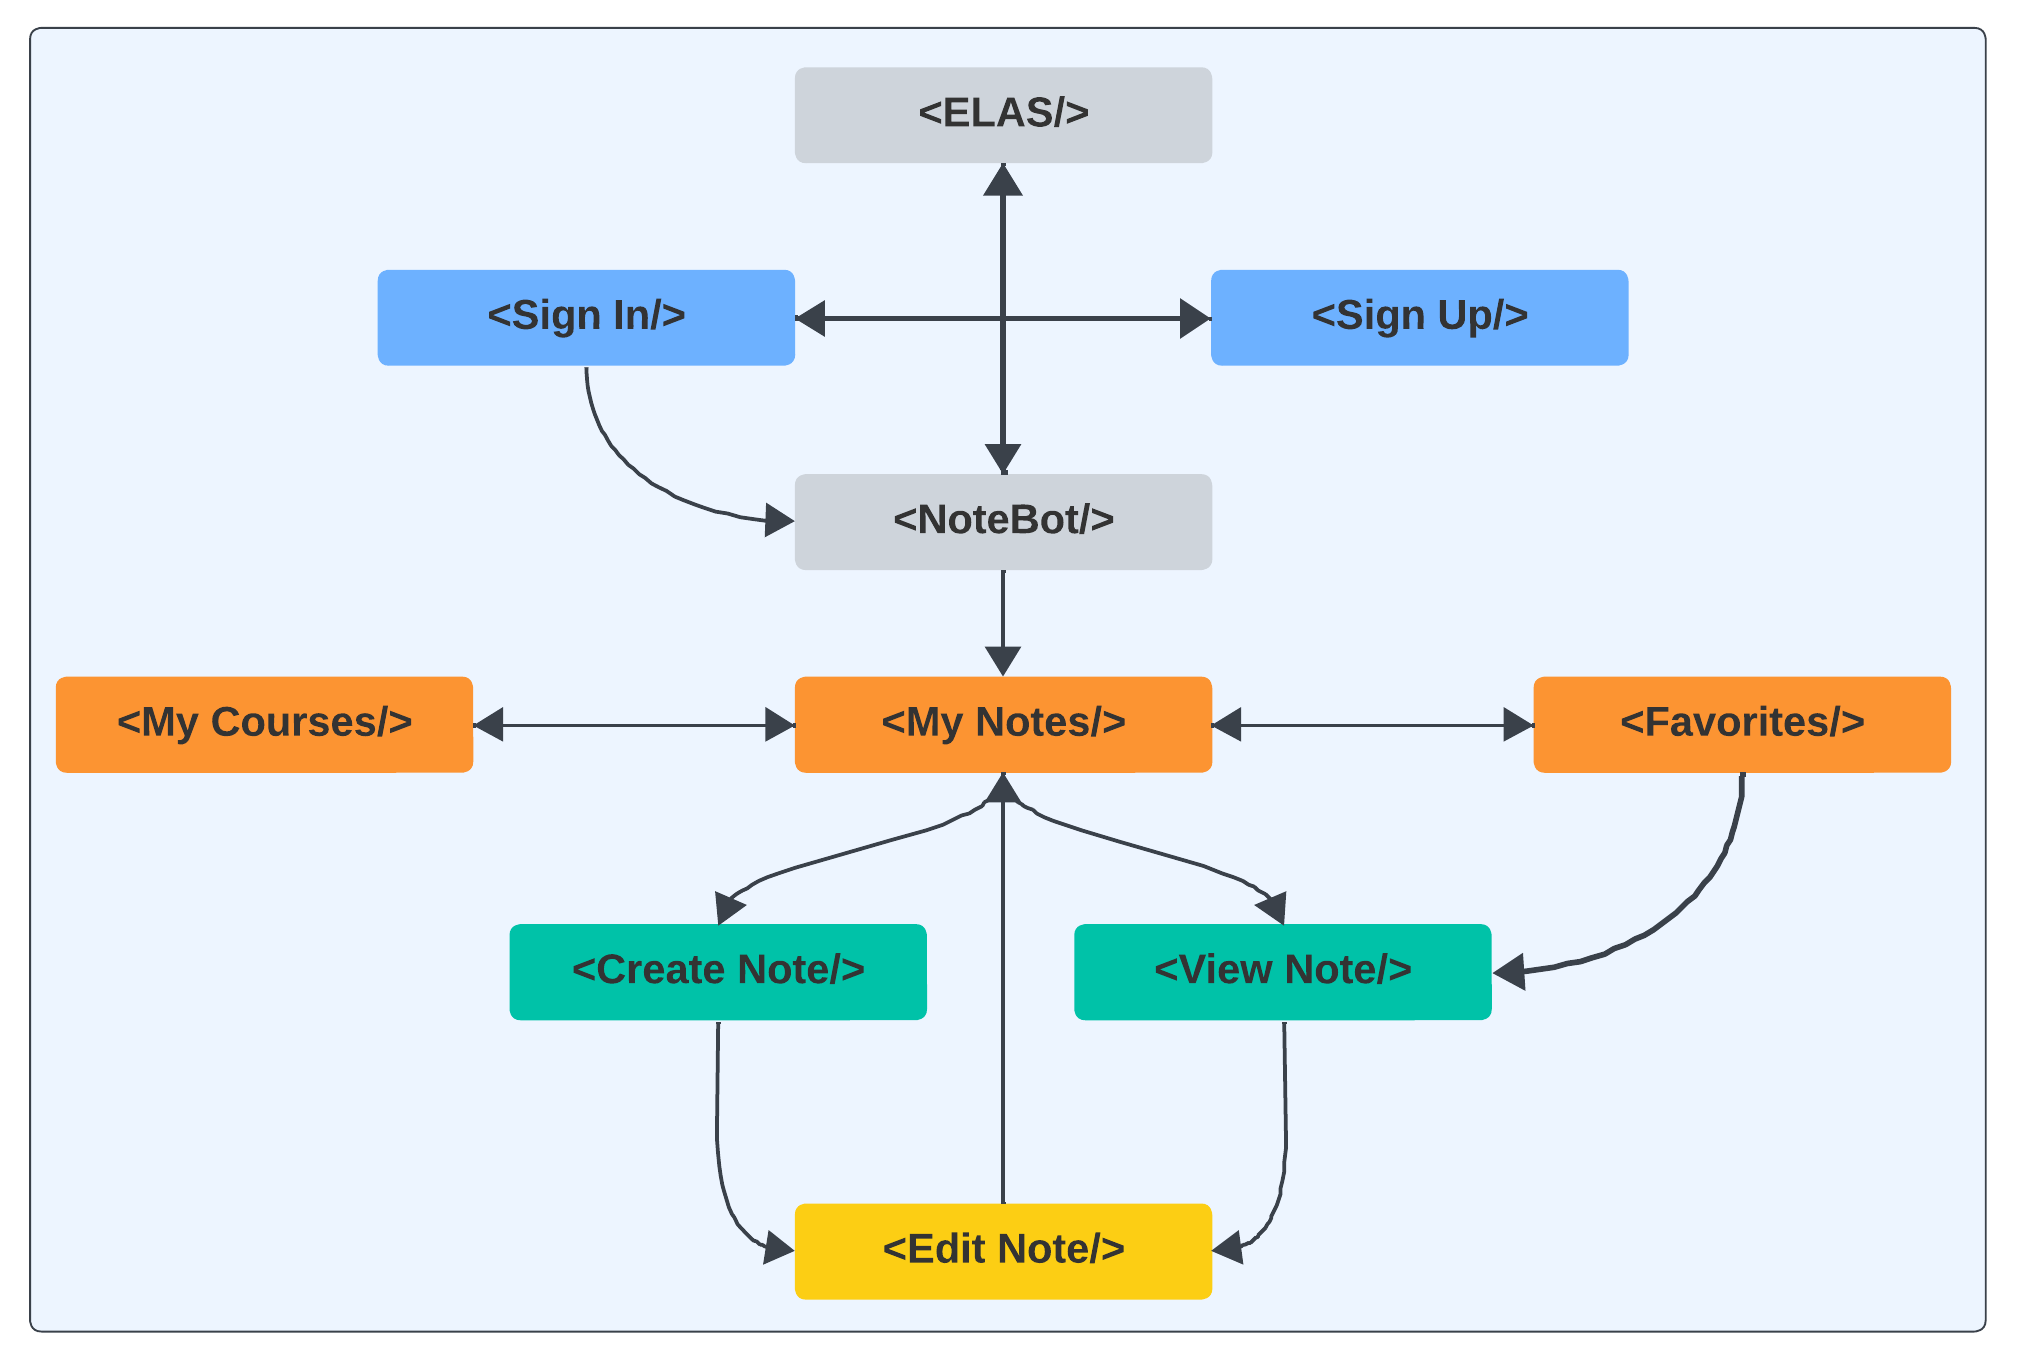 <ELAS/>
<Sign In/>
<Sign Up/>
<NoteBot/>
<My Courses/>
<My Notes/>
<Favorites/>
<Create Note/>
<View Note/>
<Edit Note/>